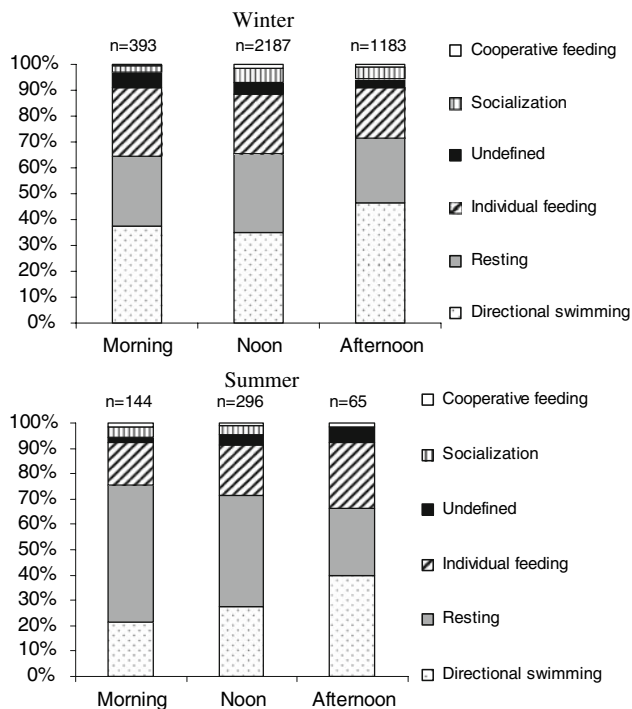 Winter
n=393 n=2187 n=1183
100%
90%
80%
70%
60%
50%
40%
30%
20%
10%
0%
Morning Noon Afternoon
Cooperative feeding
Socialization
Undefined
Individual feeding
Resting
Directional swimming
Summer
n=144 n=296 n=65
100%
90%
80%
70%
60%
50%
40%
30%
20%
10%
0%
Morning Noon Afternoon
Cooperative feeding
Socialization
Undefined
Individual feeding
Resting
Directional swimming